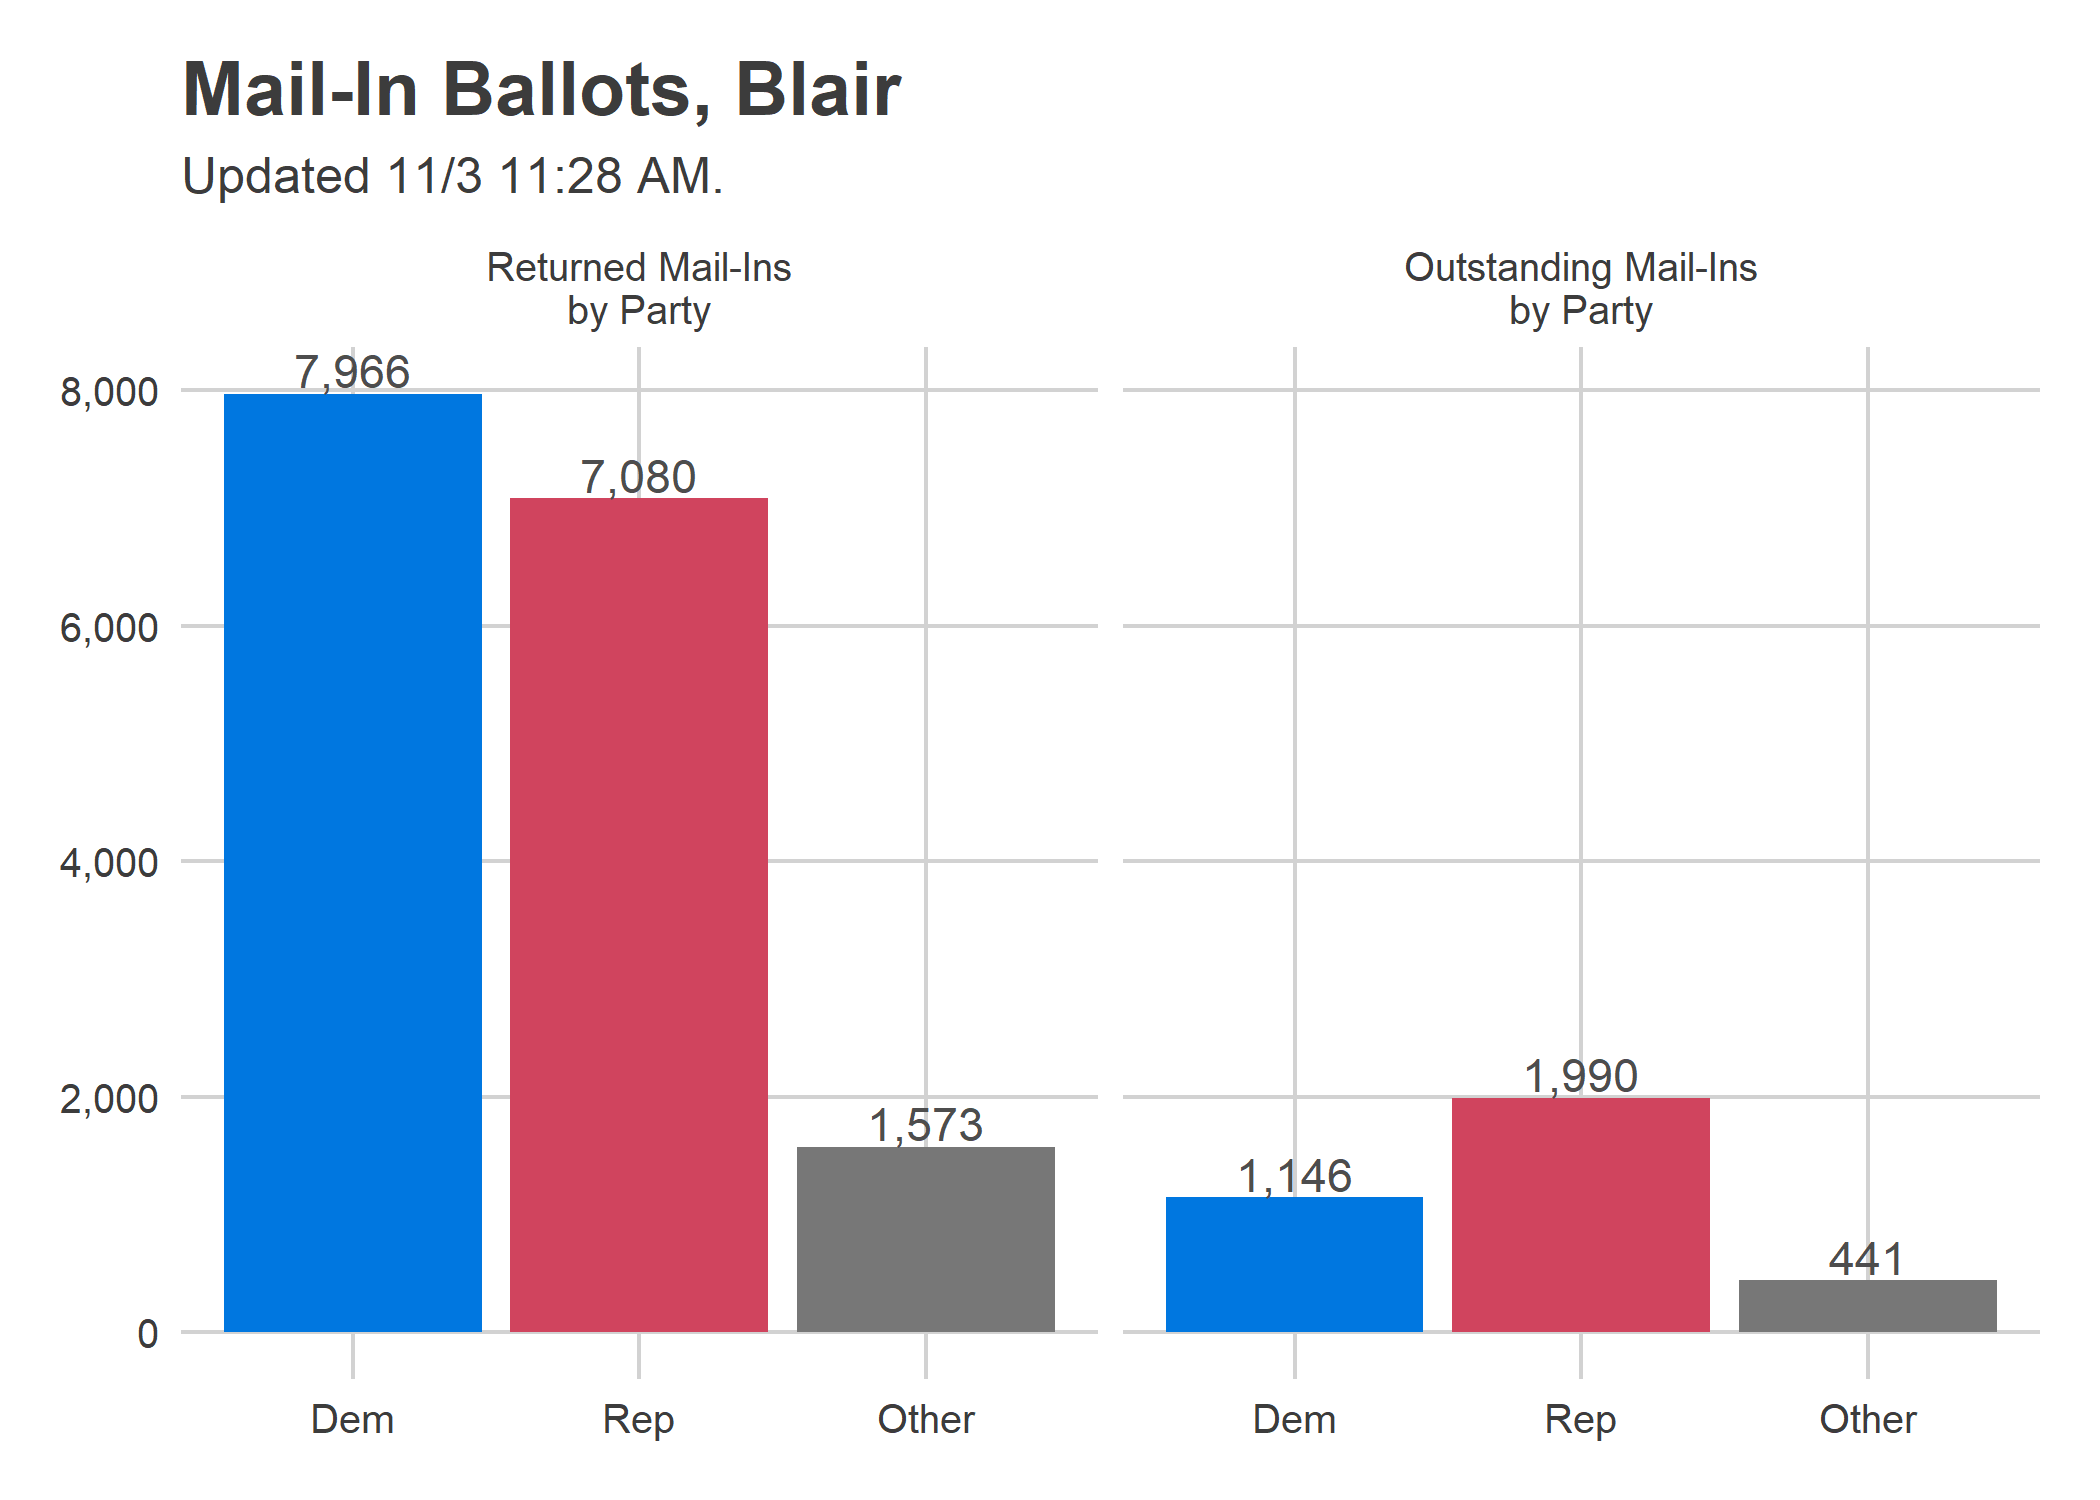 Mail-In Ballots, Blair
Updated 11/3 11:28 AM.
Returned Mail-Ins
by Party
Outstanding Mail-Ins
by Party
8,000
6,000
4,000
2,000
0
7,966
7,080
1,573
1,146
1,990
441
Dem
Rep
Other
Dem
Rep
Other